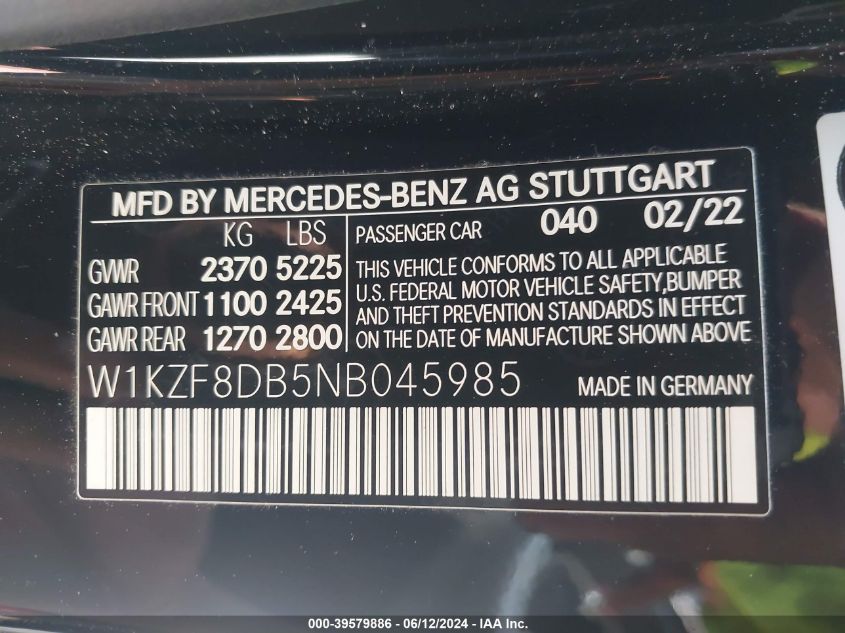 MFD BY MERCEDES-BENZ AG STUTTGART
KG LBS
GWR 2370 5225
GAWR FRONT 1100 2425
GAWR REAR 1270 2800
PASSENGER CAR 040 02/22
THIS VEHICLE CONFORMS TO ALL APPLICABLE
U.S. FEDERAL MOTOR VEHICLE SAFETY,BUMPER
AND THEFT PREVENTION STANDARDS IN EFFECT
ON THE DATE OF MANUFACTURE SHOWN ABOVE
W1KZF8DB5NB045985 MADE IN GERMANY
000-39579886 - 06/12/2024 - IAA Inc.